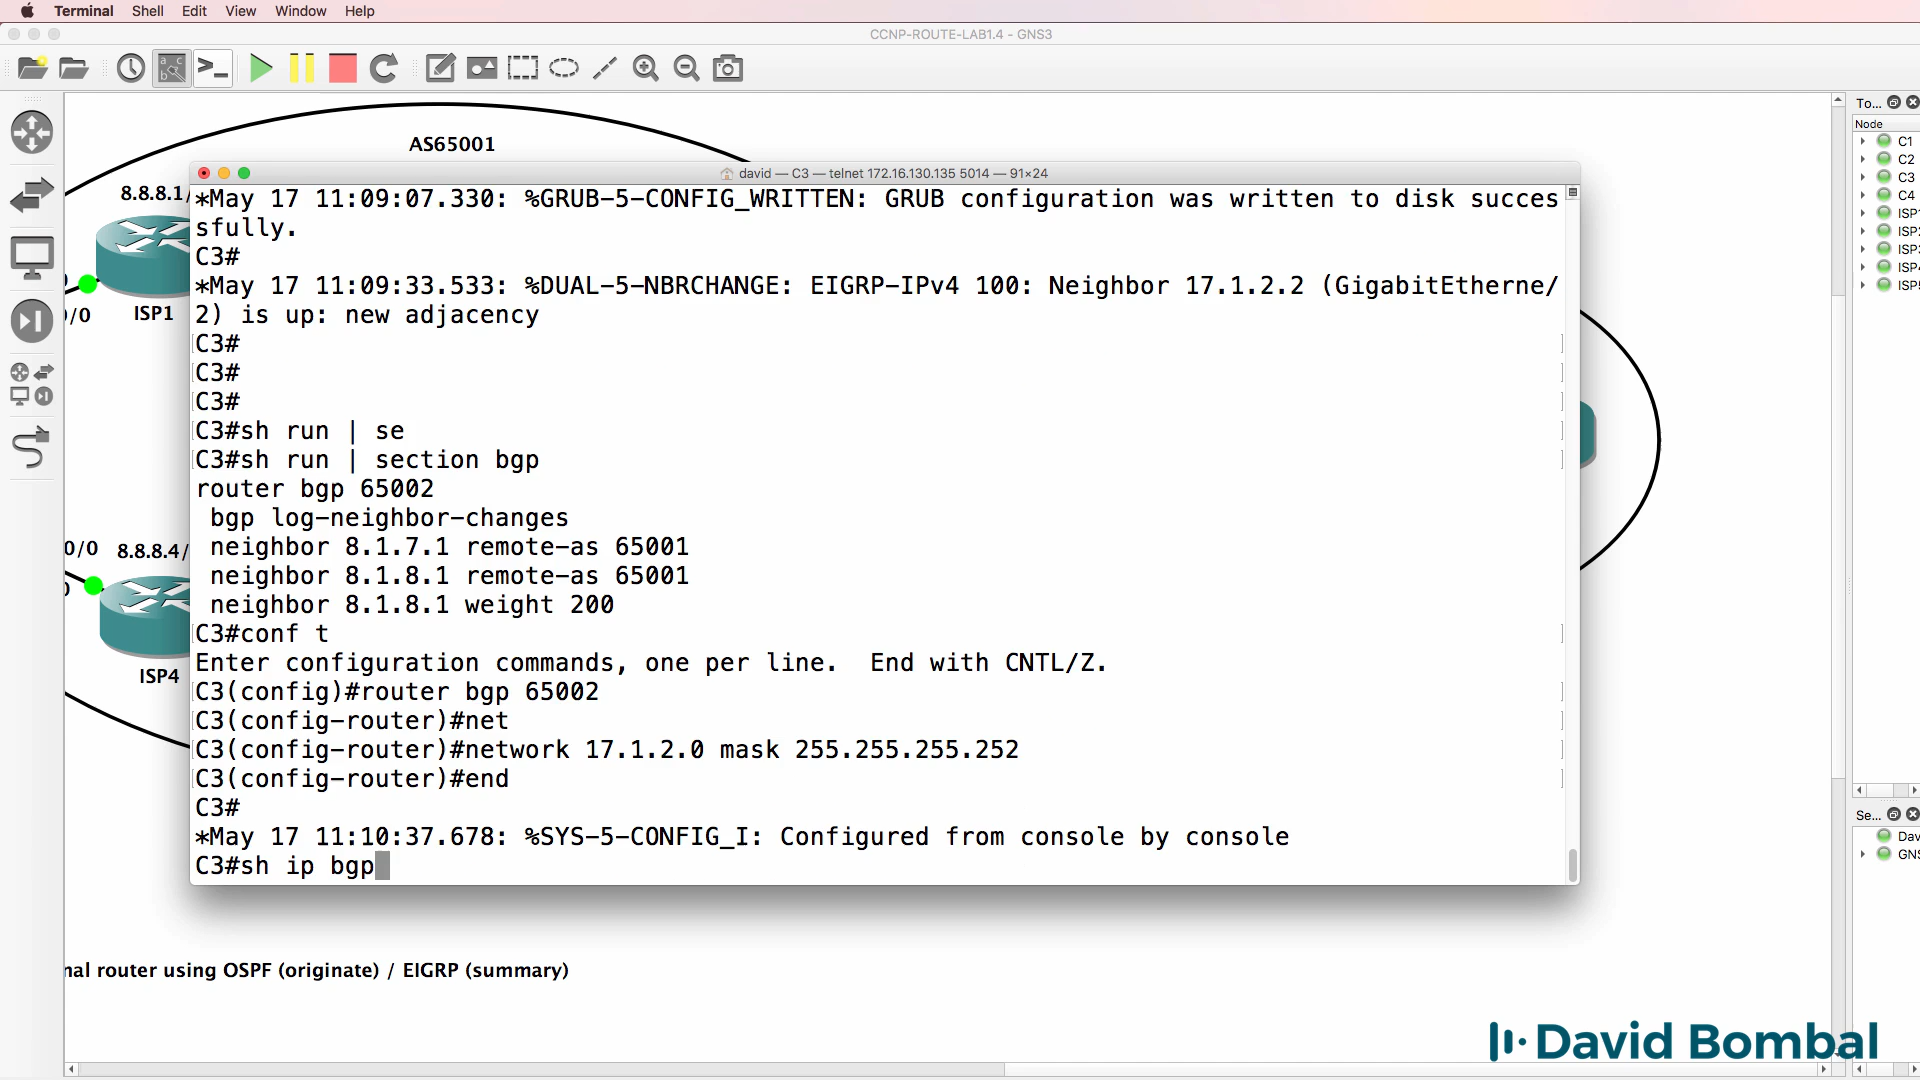 Terminal Shell Edit View Window Help
CCNP-ROUTE-LAB1.4 - GNS3
To...
Node
C1
C2
C3
C4
AS65001
8.8.8.1/
ISP1
/0
0/0 8.8.8.4/
ISP4
david — C3 — telnet 172.16.130.135 5014 — 91×24
*May 17 11:09:07.330: %GRUB-5-CONFIG_WRITTEN: GRUB configuration was written to disk succes
sfully.
C3#
*May 17 11:09:33.533: %DUAL-5-NBRCHANGE: EIGRP-IPv4 100: Neighbor 17.1.2.2 (GigabitEtherne/
2) is up: new adjacency
C3#
C3#
C3#
C3#sh run | se
C3#sh run | section bgp
router bgp 65002
bgp log-neighbor-changes
neighbor 8.1.7.1 remote-as 65001
neighbor 8.1.8.1 remote-as 65001
neighbor 8.1.8.1 weight 200
C3#conf t
Enter configuration commands, one per line.  End with CNTL/Z.
C3(config)#router bgp 65002
C3(config-router)#net
C3(config-router)#network 17.1.2.0 mask 255.255.255.252
C3(config-router)#end
C3#
*May 17 11:10:37.678: %SYS-5-CONFIG_I: Configured from console by console
C3#sh ip bgp
Se...
Dav
GNS
nal router using OSPF (originate) / EIGRP (summary)
David Bombal